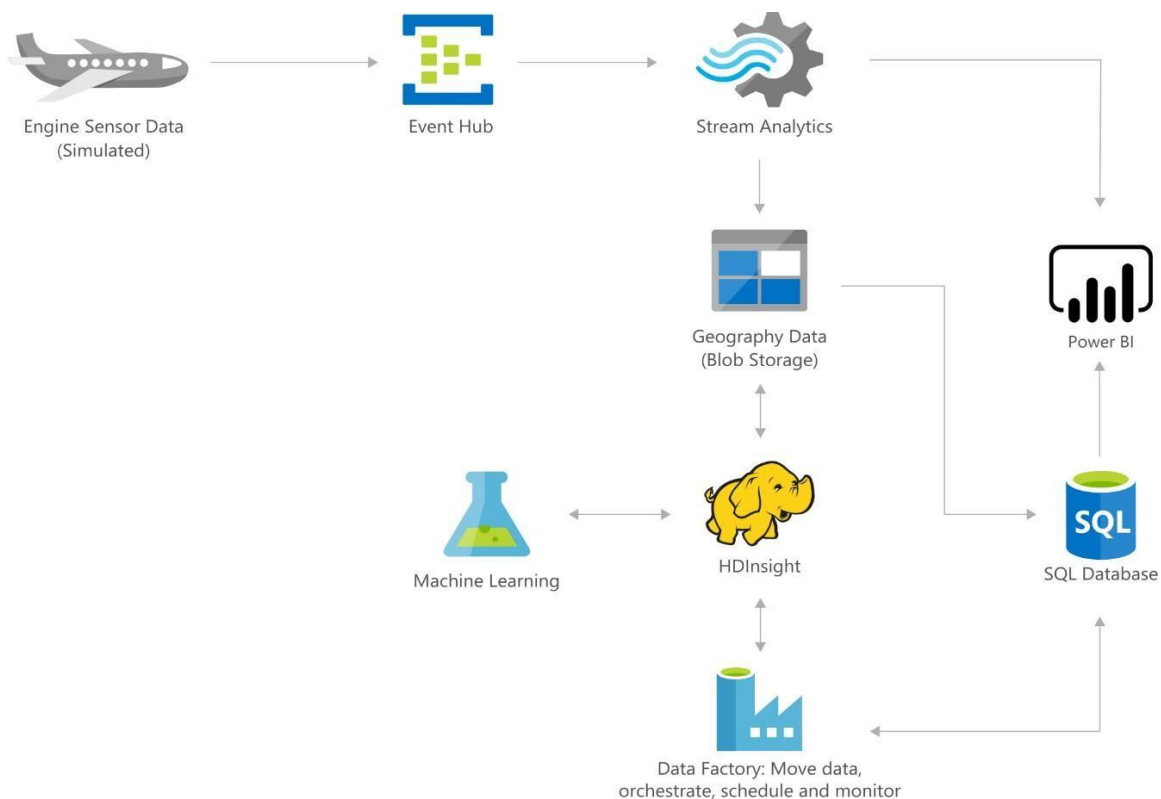 Engine Sensor Data
(Simulated)
Event Hub
Stream Analytics
Geography Data
(Blob Storage)
Power BI
Machine Learning
HDInsight
SQL
SQL Database
Data Factory: Move data,
orchestrate, schedule and monitor